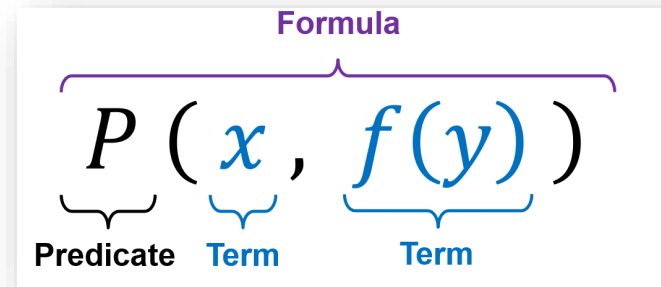 Formula
P(x, f(y))
Predicate Term Term